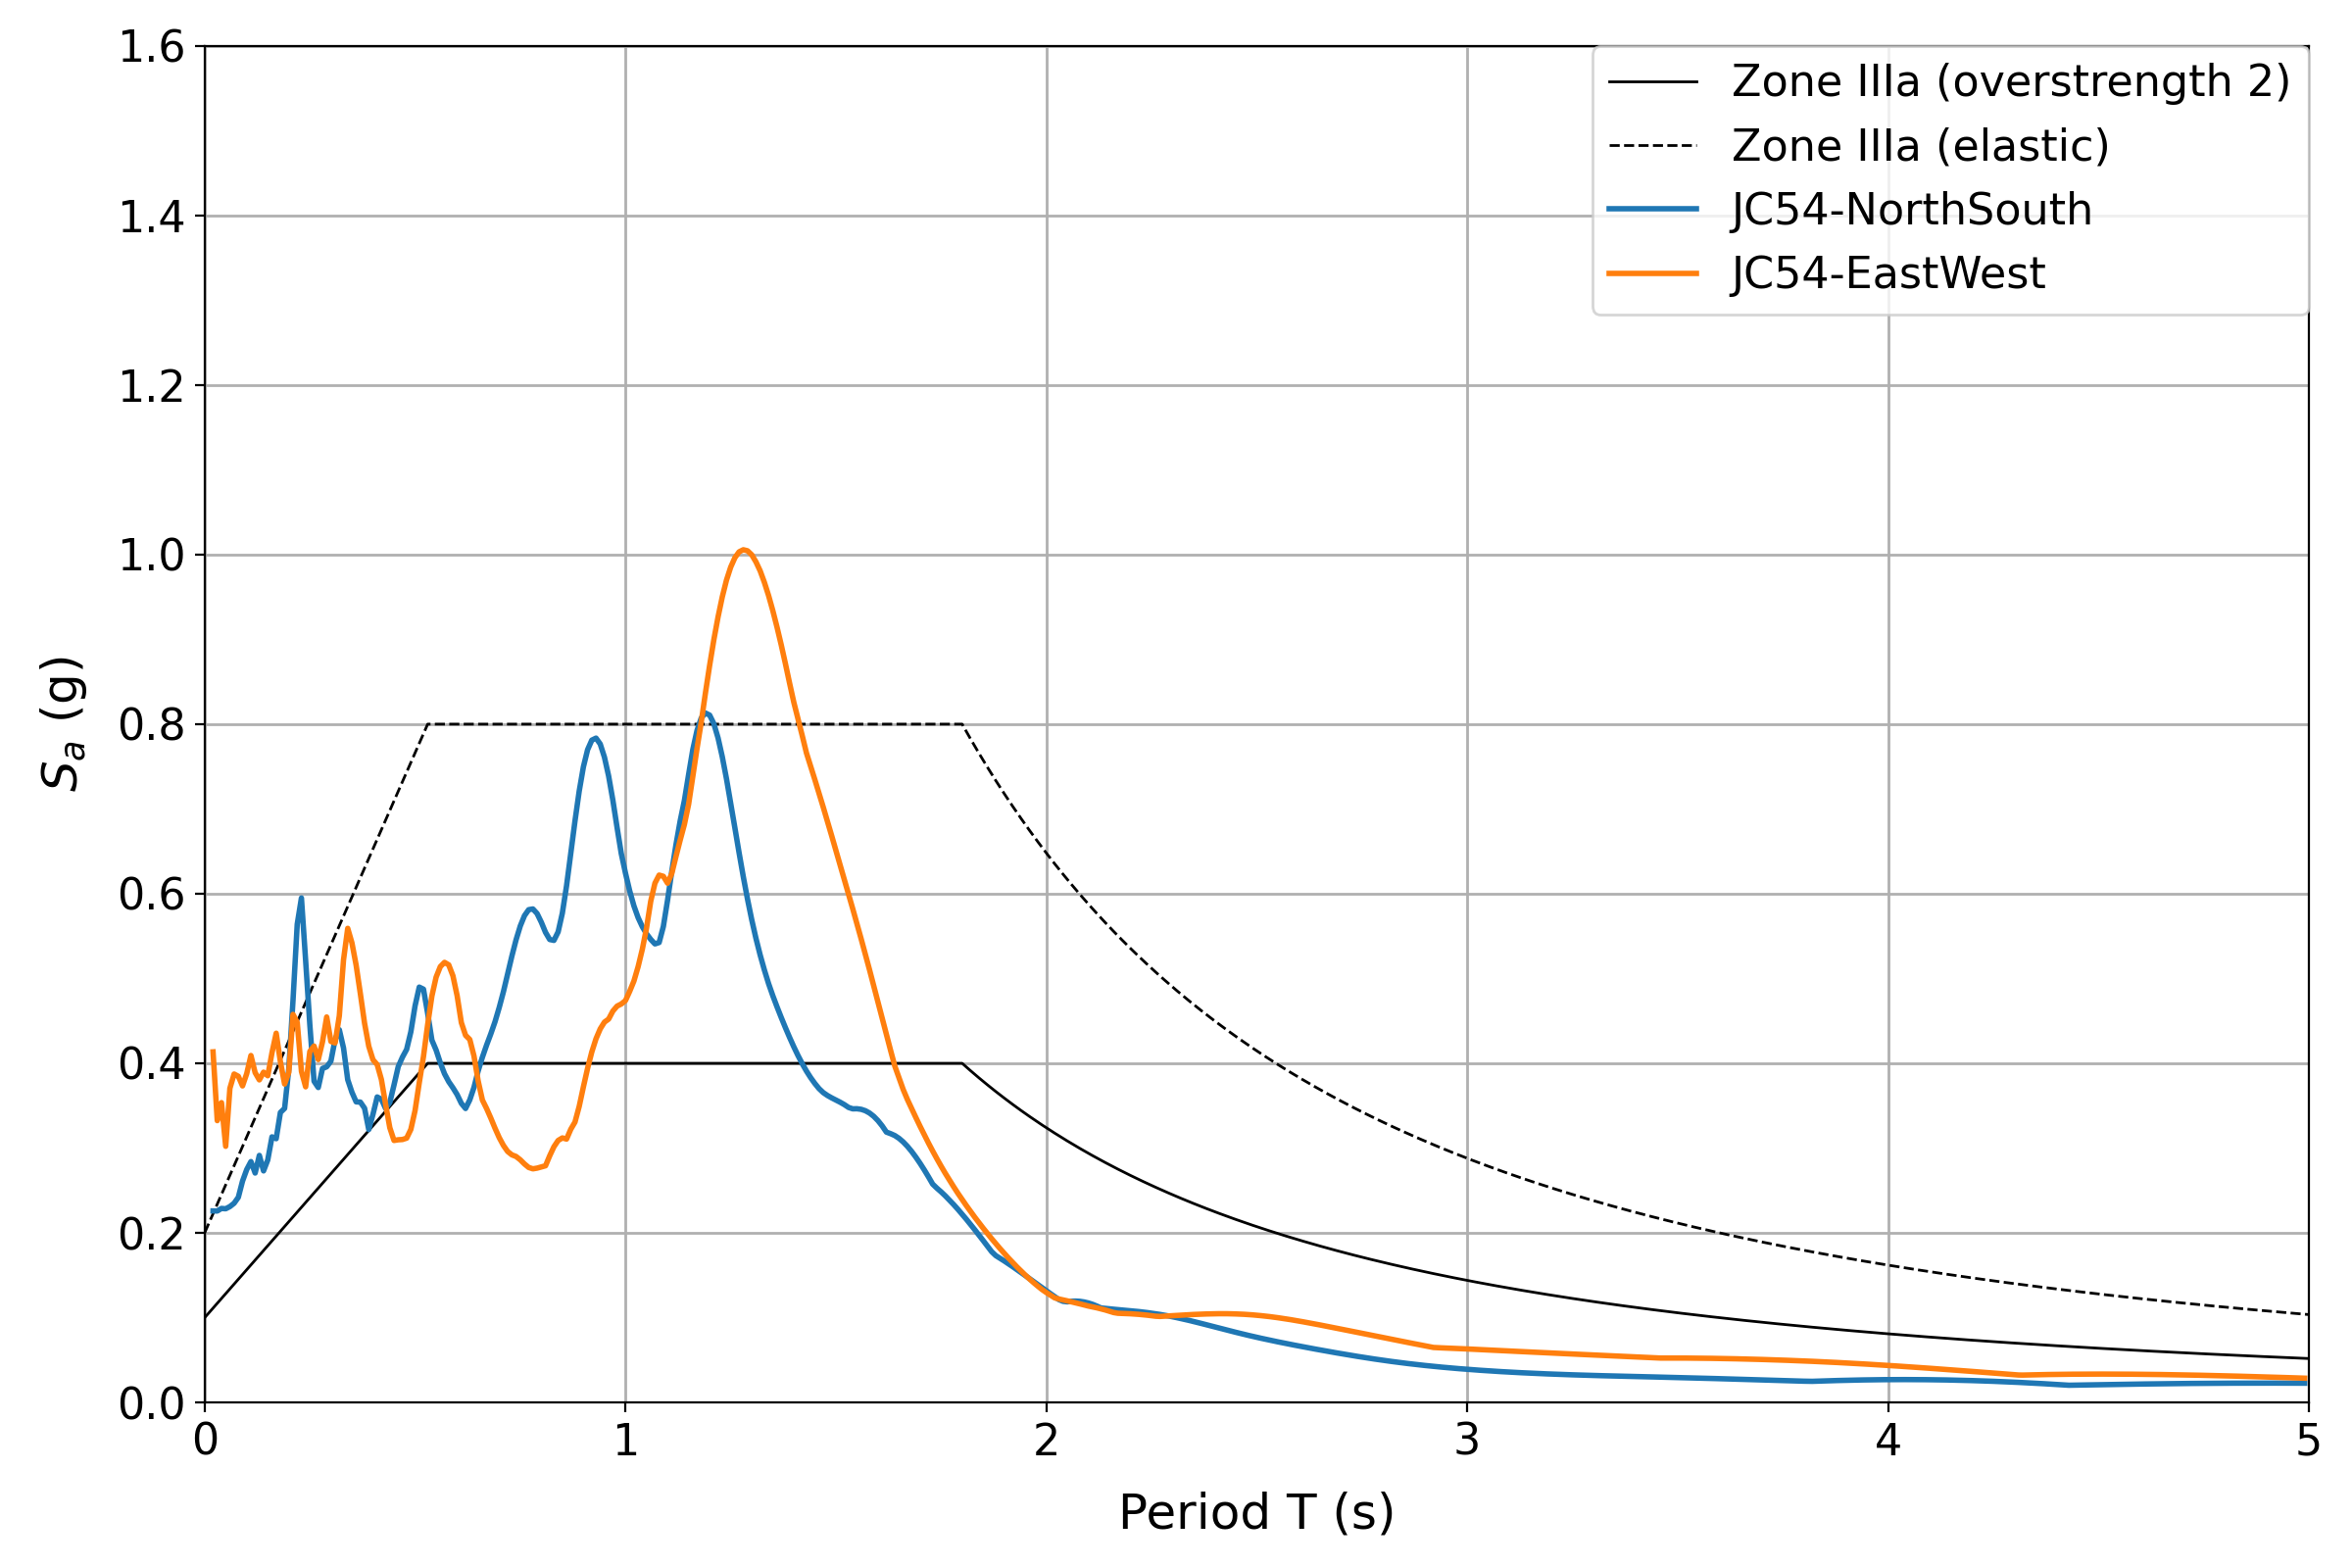 1.6
1.4
1.2
1.0
0.8
0.6
0.4
0.2
0.0
Sa (g)
Zone IIIa (overstrength 2)
Zone IIIa (elastic)
JC54-NorthSouth
JC54-EastWest
0 1 2 3 4 5
Period T (s)